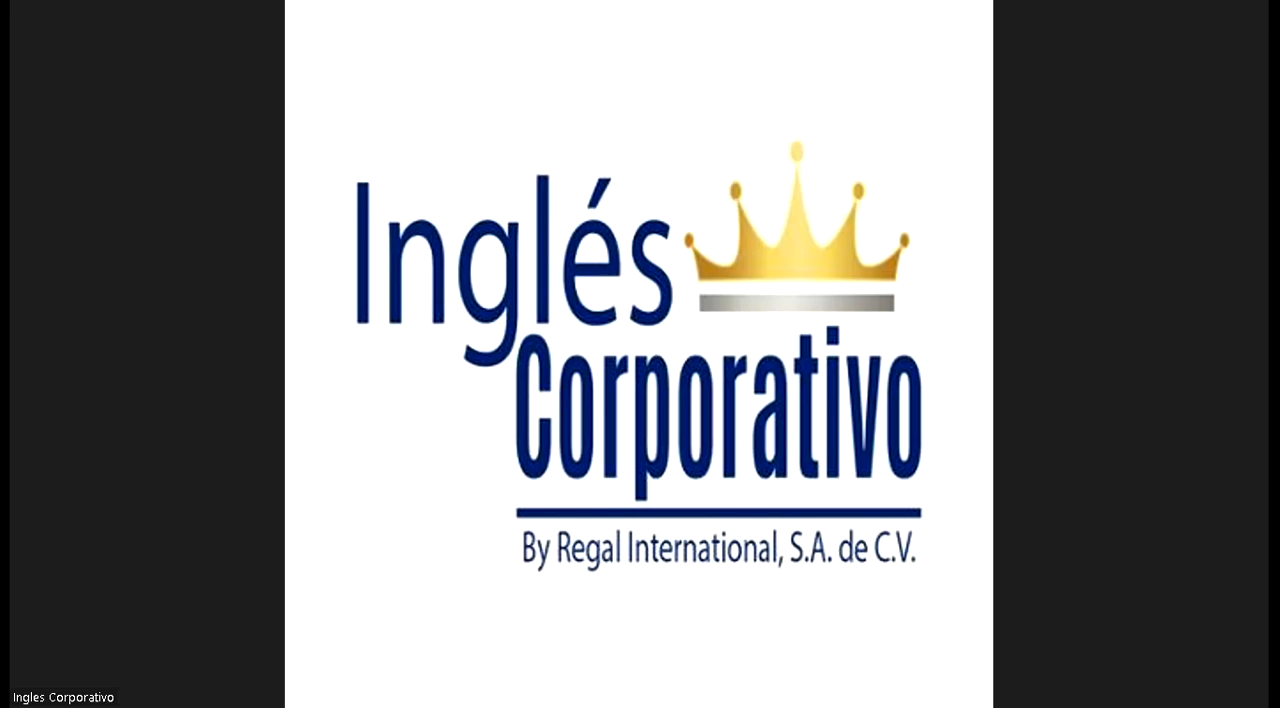 Inglés
Corporativo
By Regal International, S.A. de C.V.
Ingles Corporativo